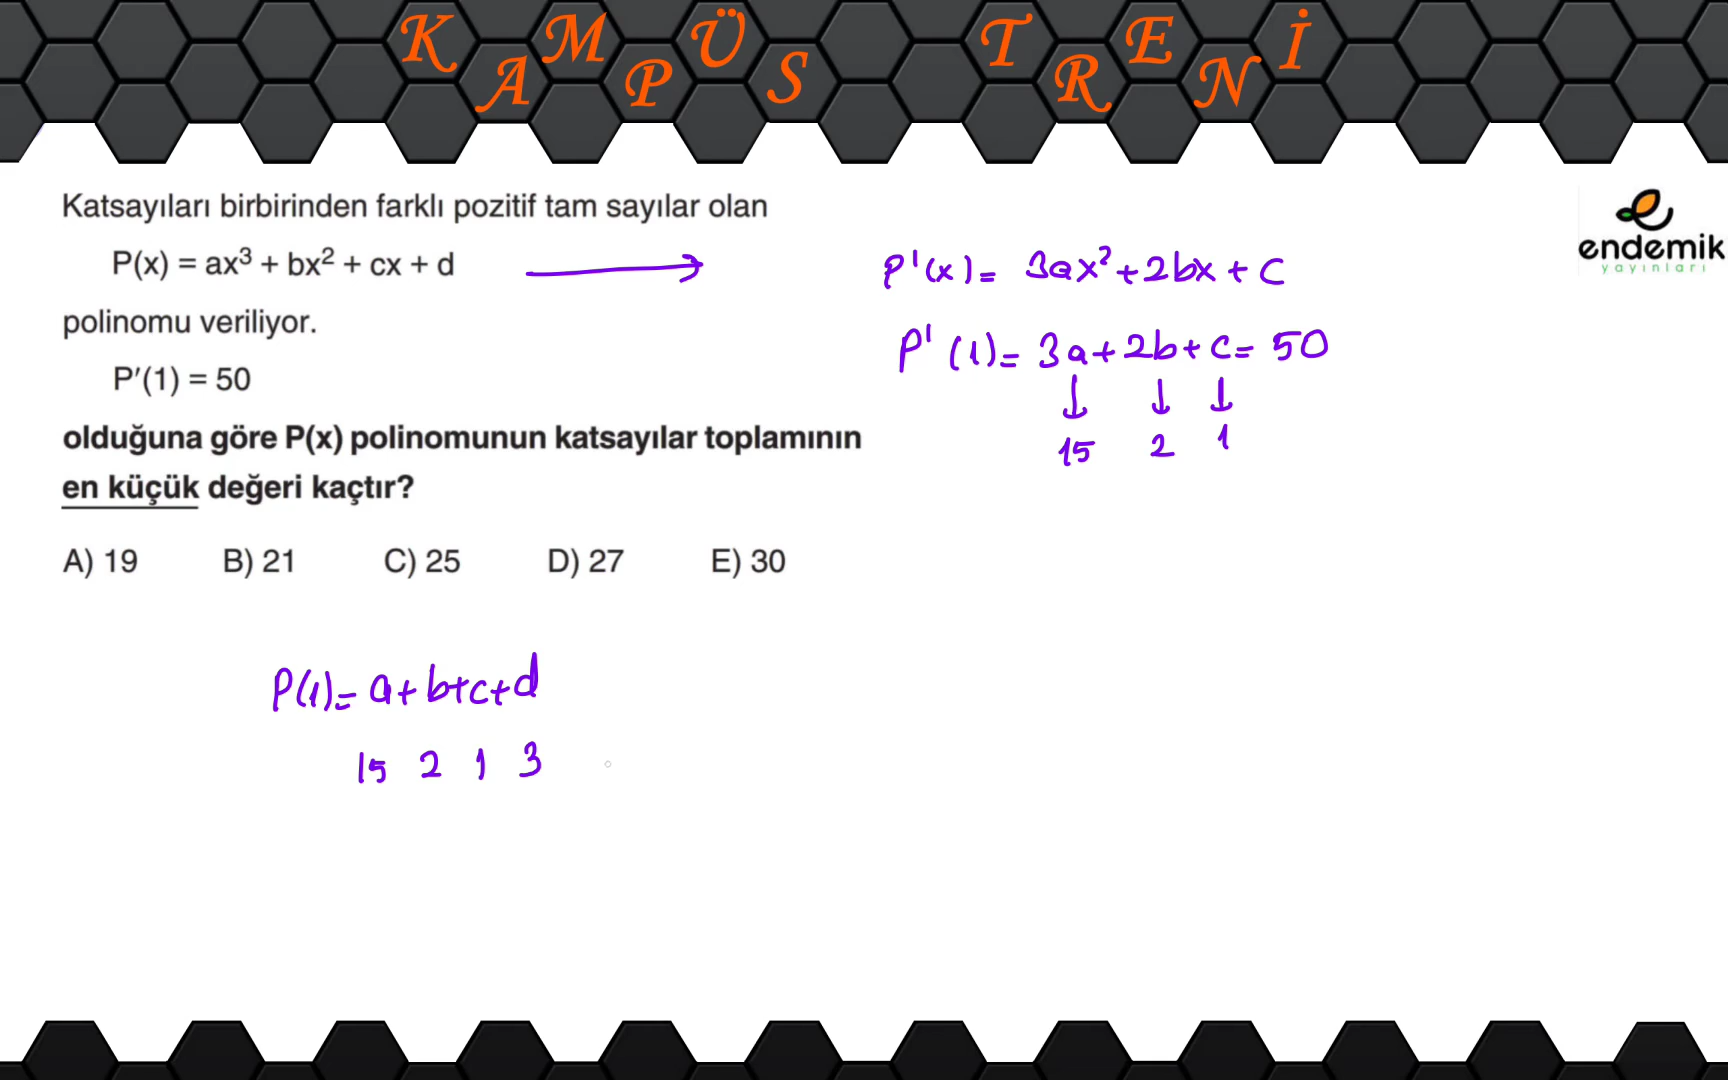 KAMPÜS TRENİ
Katsayıları birbirinden farklı pozitif tam sayılar olan
P(x) = ax³ + bx² + cx + d
polinomu veriliyor.
P′(1) = 50
olduğuna göre P(x) polinomunun katsayılar toplamının
en küçük değeri kaçtır?
A) 19 B) 21 C) 25 D) 27 E) 30
P(1) = a + b + c + d
15 2 1 3
P'(x) = 3ax² + 2bx + c
P'(1) = 3a + 2b + c = 50
15 2 1
endemik
yayınları